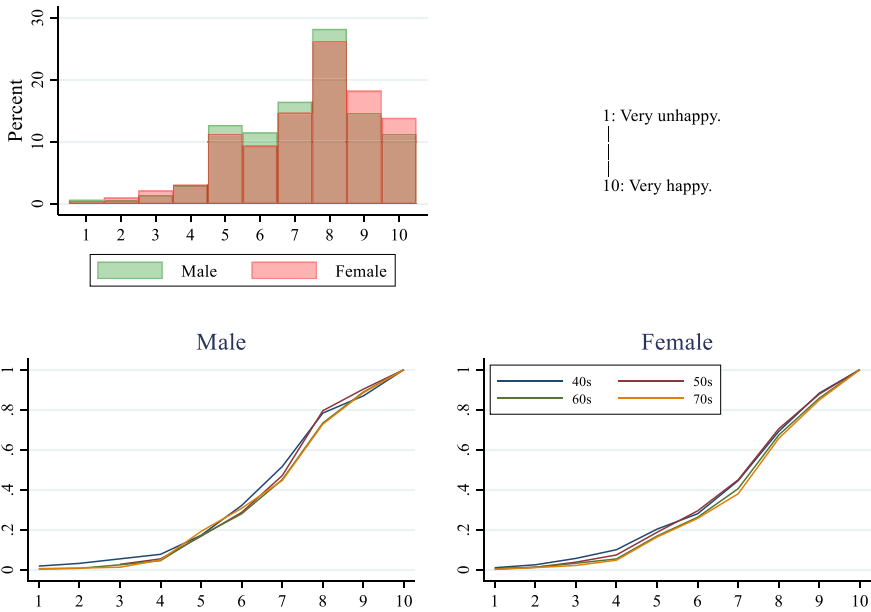 Percent
30
20
10
0
1 2 3 4 5 6 7 8 9 10
Male Female
1: Very unhappy.
10: Very happy.
Male
1
.8
.6
.4
.2
0
1 2 3 4 5 6 7 8 9 10
Female
40s 50s
60s 70s
1
.8
.6
.4
.2
0
1 2 3 4 5 6 7 8 9 10